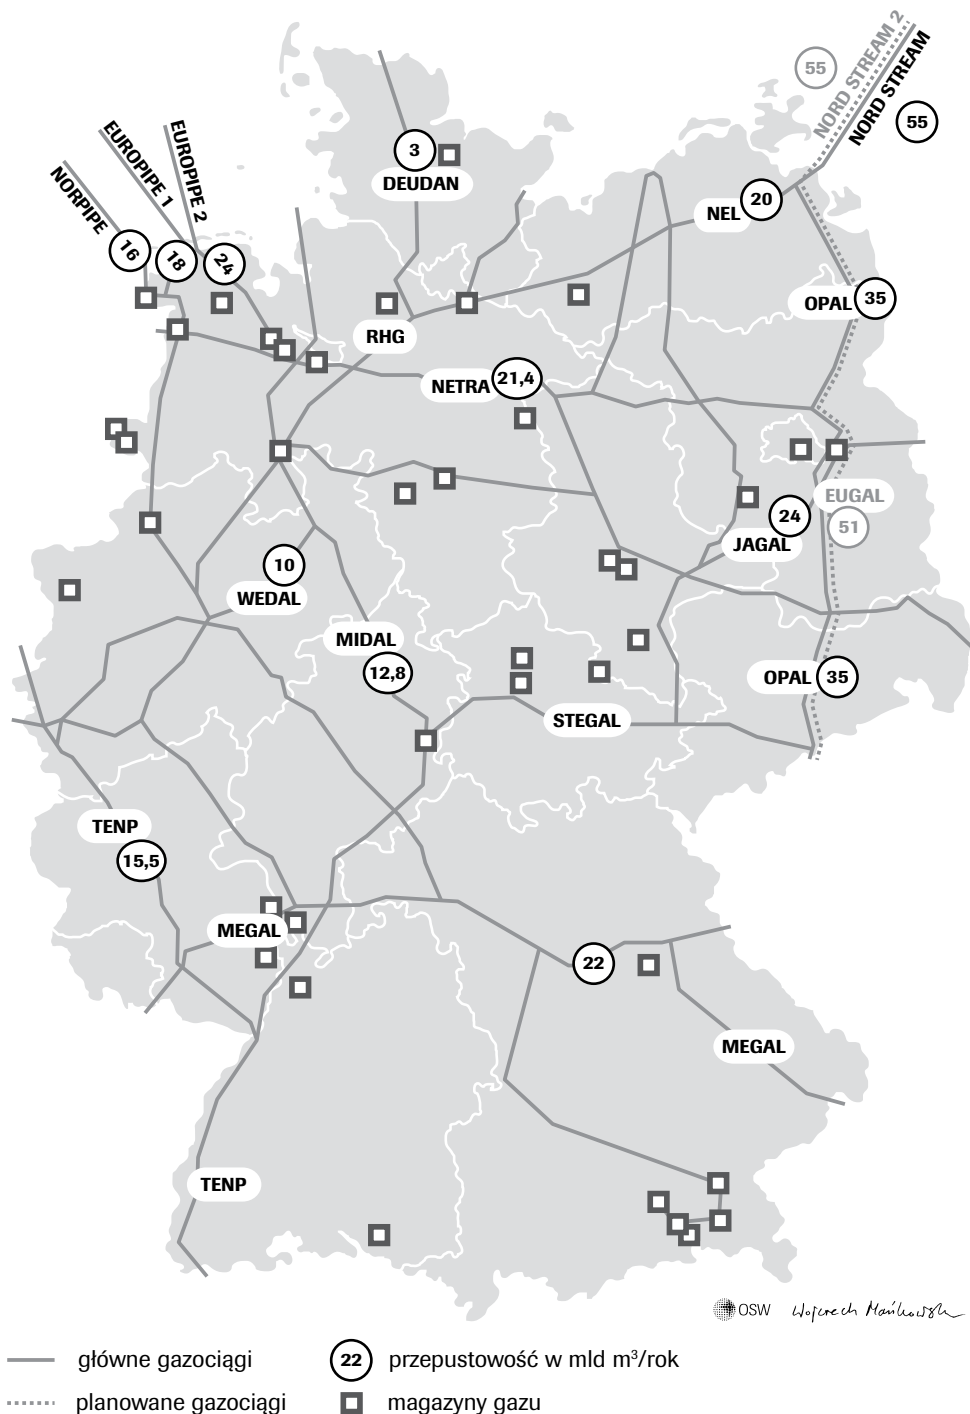 NORD STREAM 2
55
NORD STREAM
55
EUROPIPE 2
EUROPIPE 1
NORPIPE
3
DEUDAN
20
NEL
16
18
24
OPAL
35
RHG
NETRA
21,4
EUGAL
51
24
JAGAL
10
WEDAL
MIDAL
12,8
OPAL
35
STEGAL
TENP
15,5
MEGAL
22
MEGAL
TENP
OSW Wojciech Mańkowski
główne gazociągi
22 przepustowość w mld m³/rok
planowane gazociągi
magazyny gazu